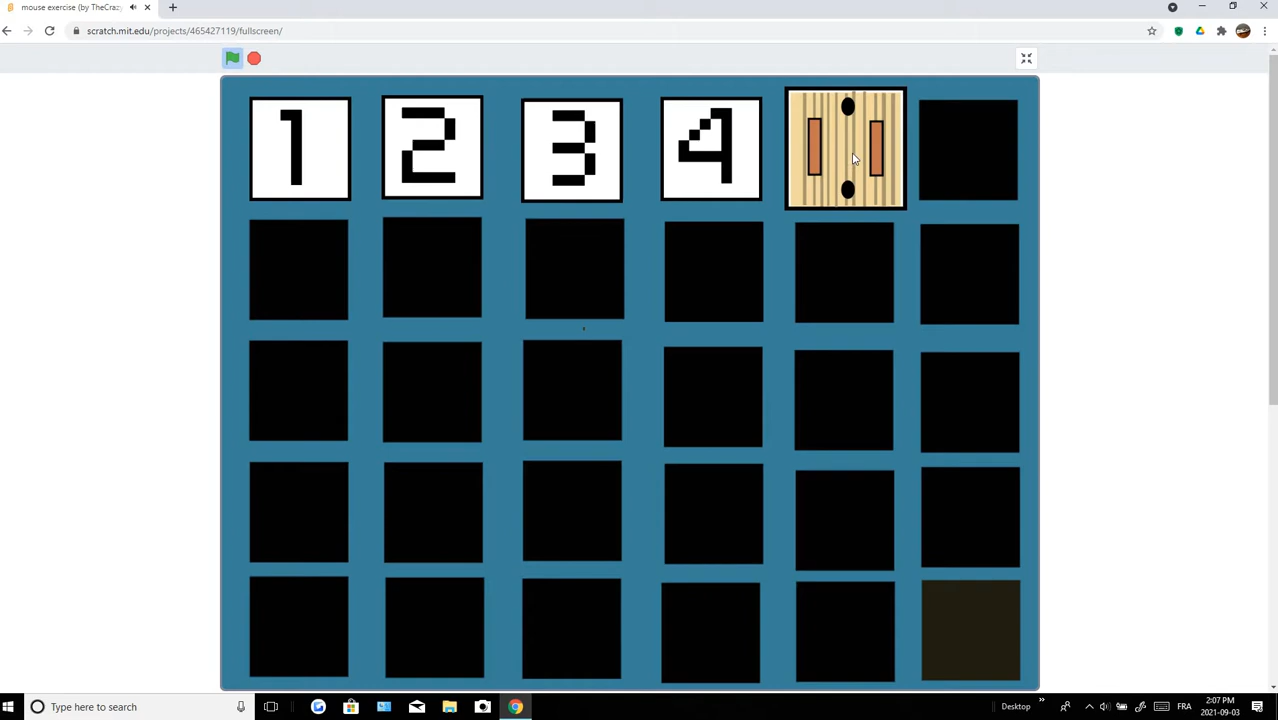 mouse exercise (by TheCrazy
scratch.mit.edu/projects/465427119/fullscreen/
1 2 3 4
Type here to search
Desktop
FRA
2:07 PM
2021-09-03